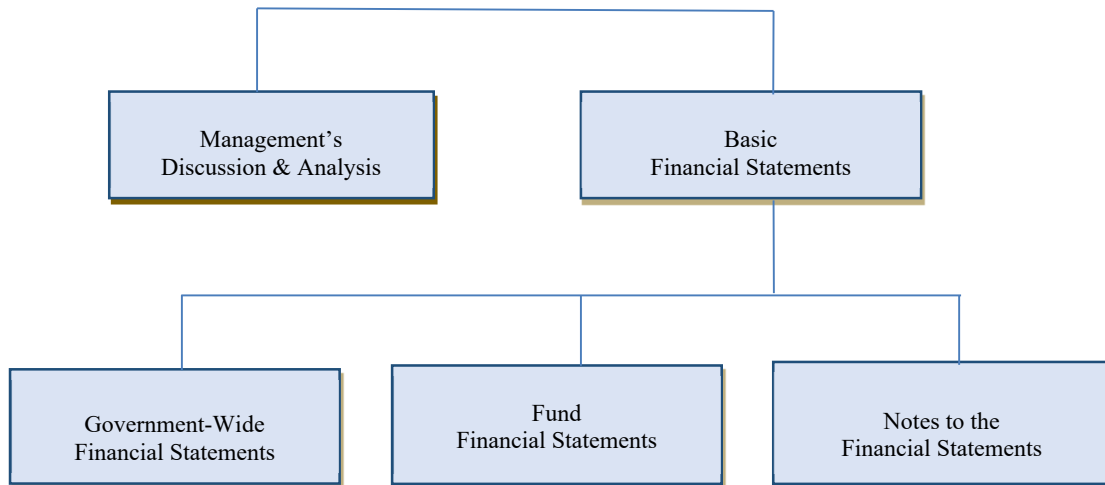 Management’s
Discussion & Analysis
Basic
Financial Statements
Government-Wide
Financial Statements
Fund
Financial Statements
Notes to the
Financial Statements